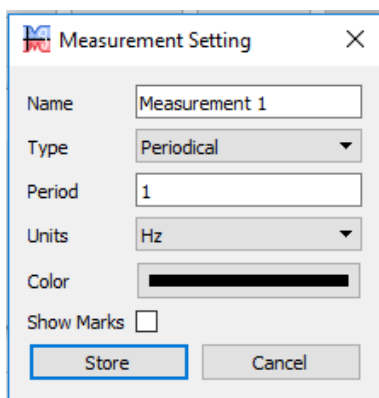 Measurement Setting
Name Measurement 1
Type Periodical
Period 1
Units Hz
Color
Show Marks
Store Cancel